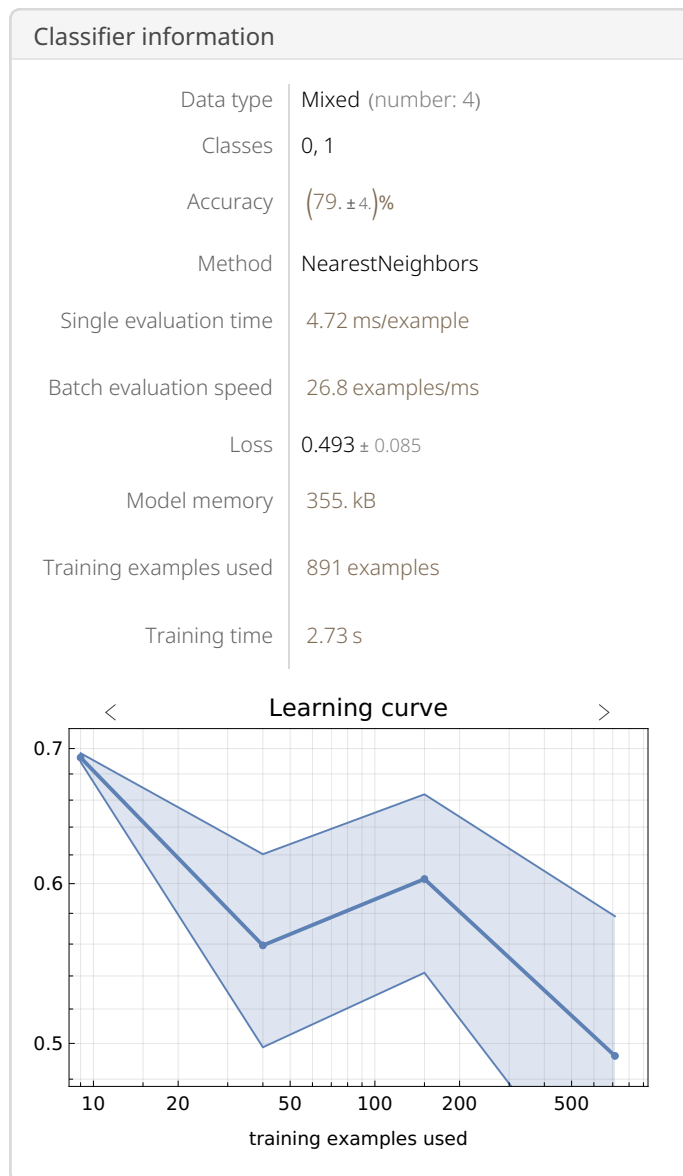 Classifier information
Data type Mixed (number: 4)
Classes 0, 1
Accuracy (79. ± 4.)%
Method NearestNeighbors
Single evaluation time 4.72 ms/example
Batch evaluation speed 26.8 examples/ms
Loss 0.493 ± 0.085
Model memory 355. kB
Training examples used 891 examples
Training time 2.73 s
< Learning curve >
0.7
0.6
0.5
10 20 50 100 200 500
training examples used